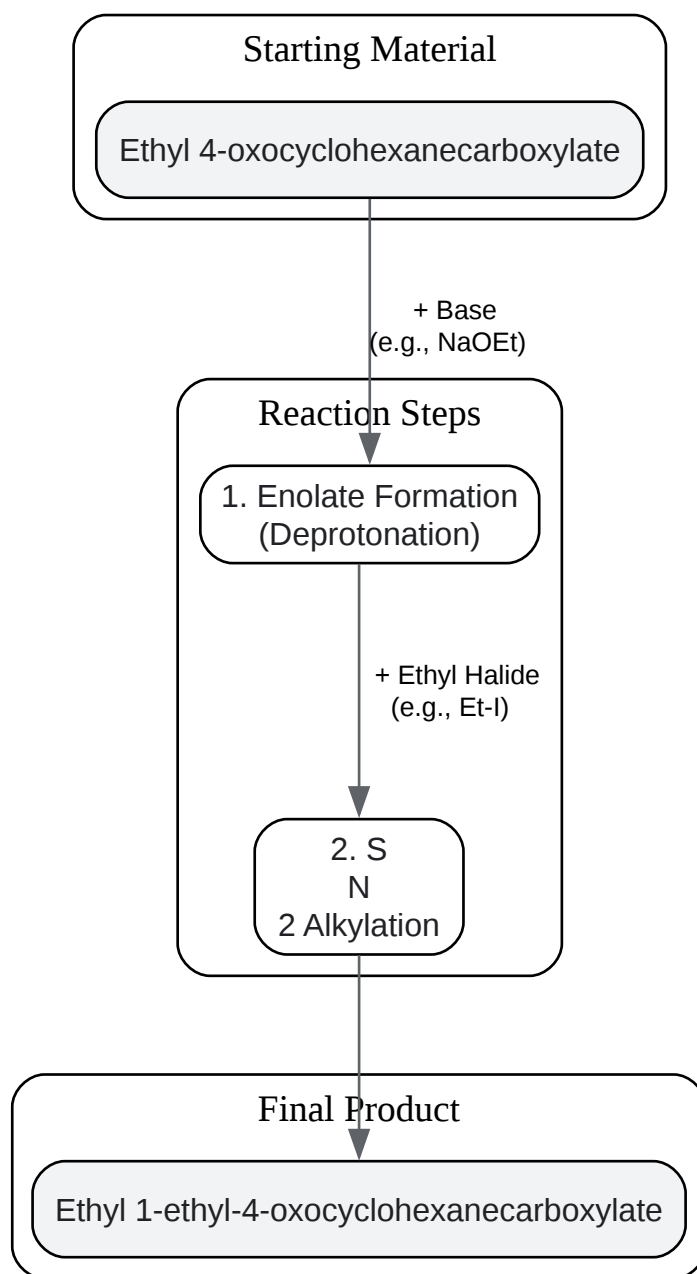 Starting Material
Ethyl 4-oxocyclohexanecarboxylate
+ Base
(e.g., NaOEt)
Reaction Steps
1. Enolate Formation
(Deprotonation)
+ Ethyl Halide
(e.g., Et-I)
2. S
N
2 Alkylation
Final Product
Ethyl 1-ethyl-4-oxocyclohexanecarboxylate